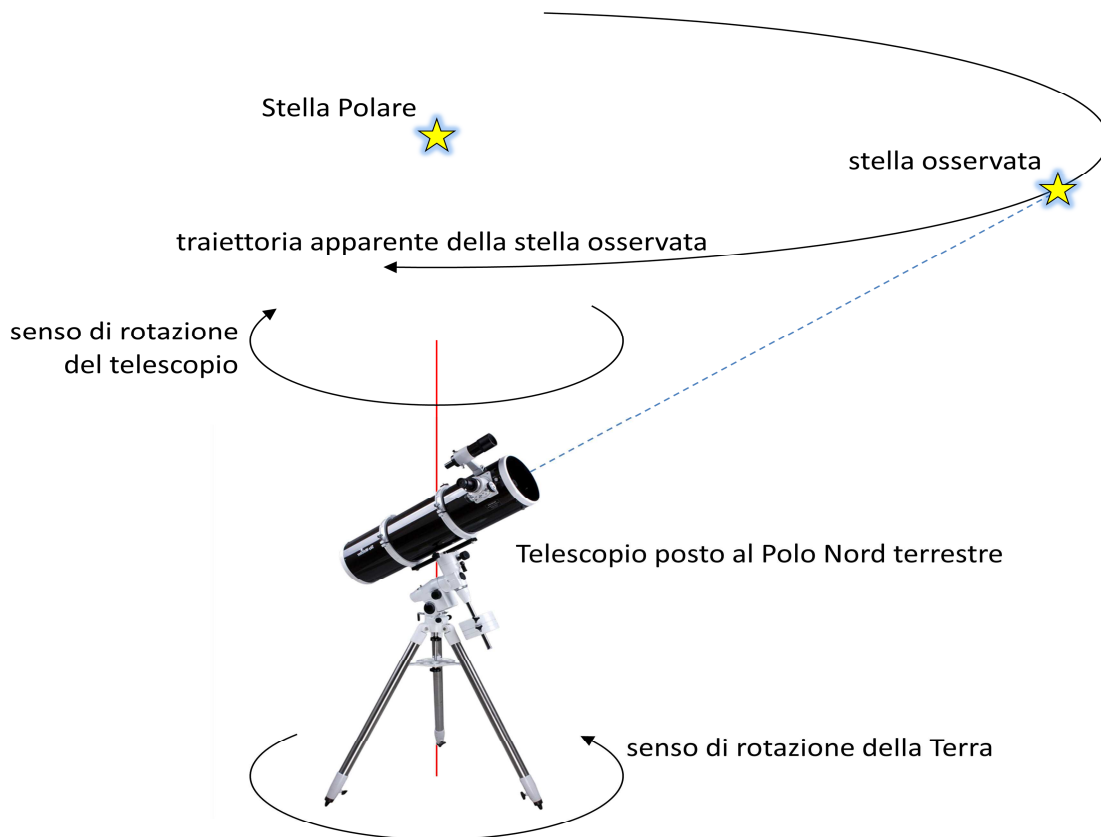 Stella Polare
stella osservata
traiettoria apparente della stella osservata
senso di rotazione
del telescopio
Telescopio posto al Polo Nord terrestre
senso di rotazione della Terra